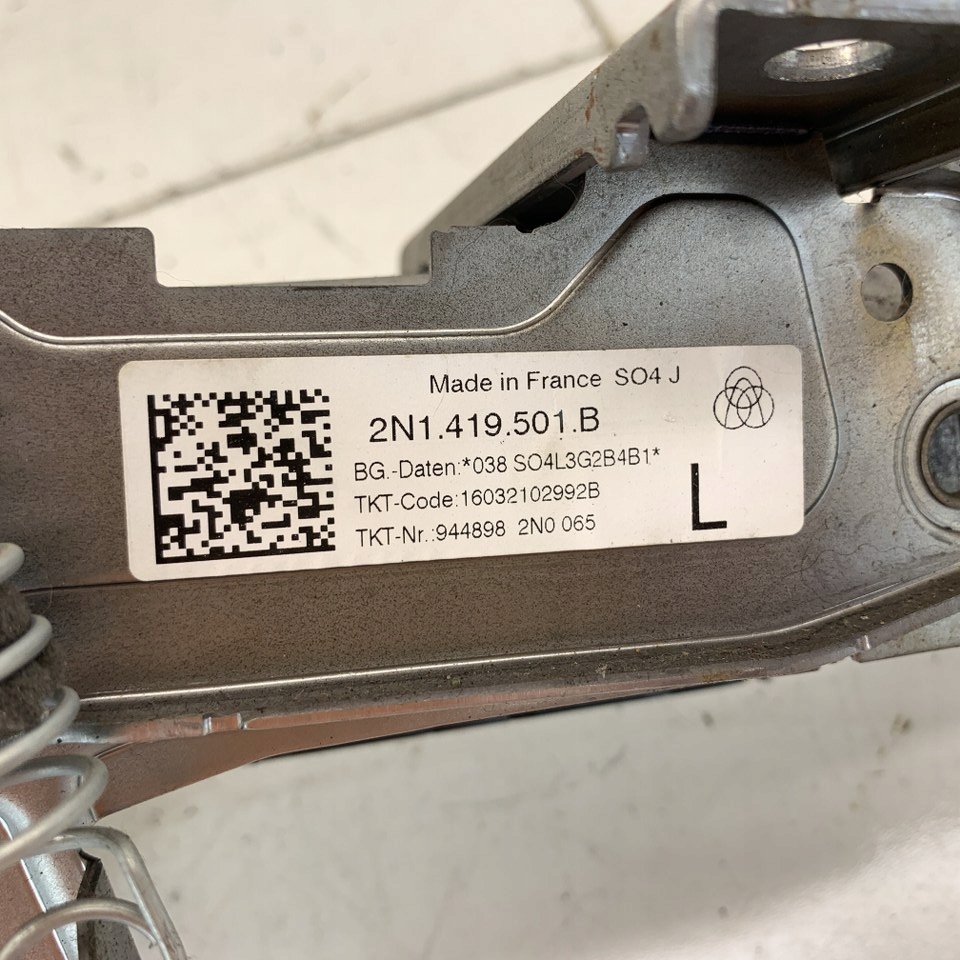 Made in France SO4 J
2N1.419.501.B
BG.-Daten:*038 SO4L3G2B4B1*
TKT-Code:16032102992B
TKT-Nr.:944898 2N0 065
L